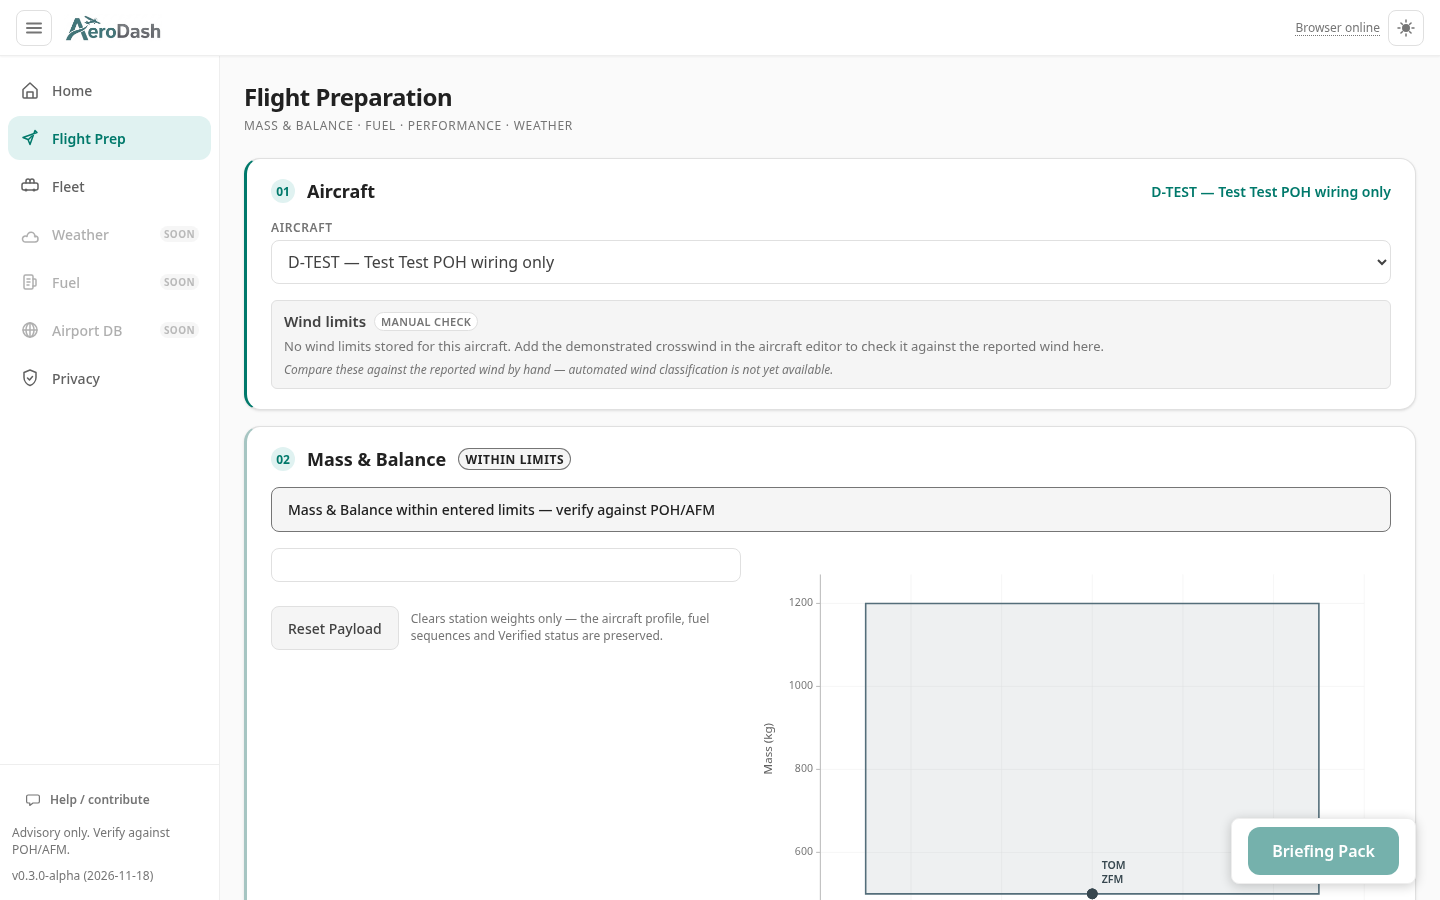 AeroDash
Browser online
Home
Flight Prep
Fleet
Weather SOON
Fuel SOON
Airport DB SOON
Privacy
Help / contribute
Advisory only. Verify against
POH/AFM.
v0.3.0-alpha (2026-11-18)
Flight Preparation
MASS & BALANCE · FUEL · PERFORMANCE · WEATHER
01 Aircraft
D-TEST — Test Test POH wiring only
AIRCRAFT
D-TEST — Test Test POH wiring only
Wind limits MANUAL CHECK
No wind limits stored for this aircraft. Add the demonstrated crosswind in the aircraft editor to check it against the reported wind here.
Compare these against the reported wind by hand — automated wind classification is not yet available.
02 Mass & Balance WITHIN LIMITS
Mass & Balance within entered limits — verify against POH/AFM
Reset Payload
Clears station weights only — the aircraft profile, fuel
sequences and Verified status are preserved.
Mass (kg)
1200
1000
800
600
TOM
ZFM
Briefing Pack